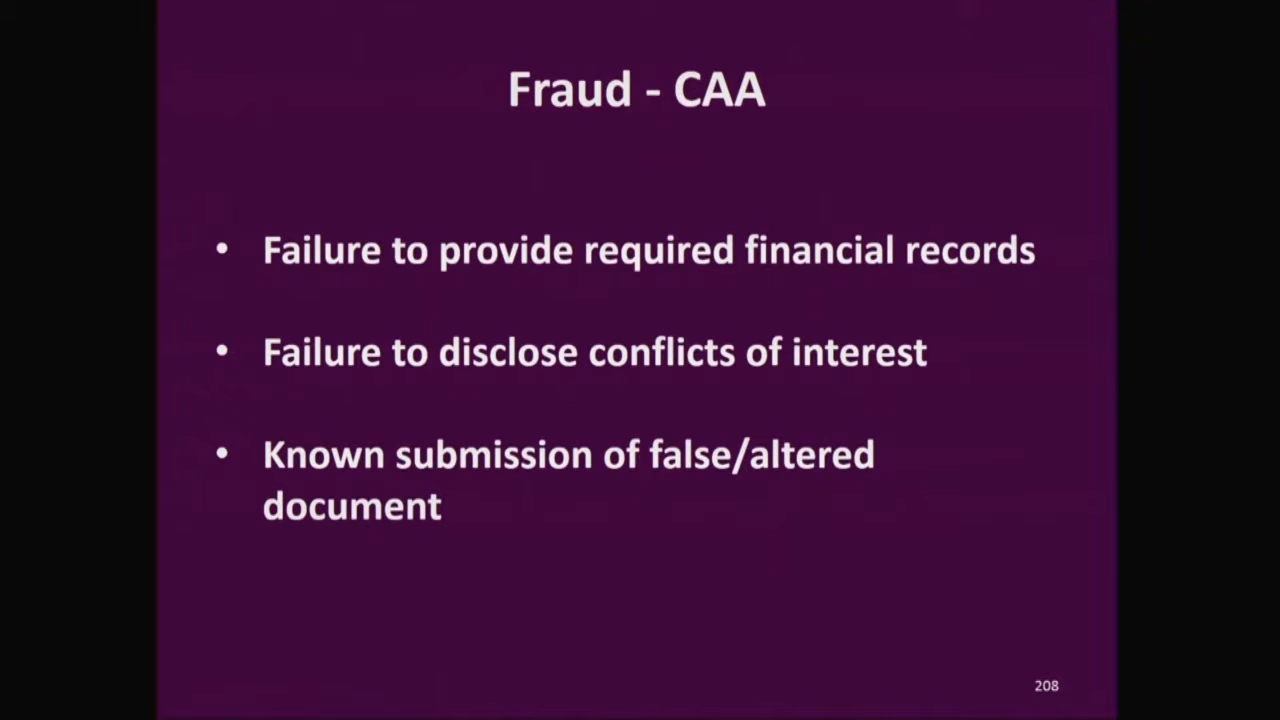 Fraud - CAA
• Failure to provide required financial records
• Failure to disclose conflicts of interest
• Known submission of false/altered
document
208